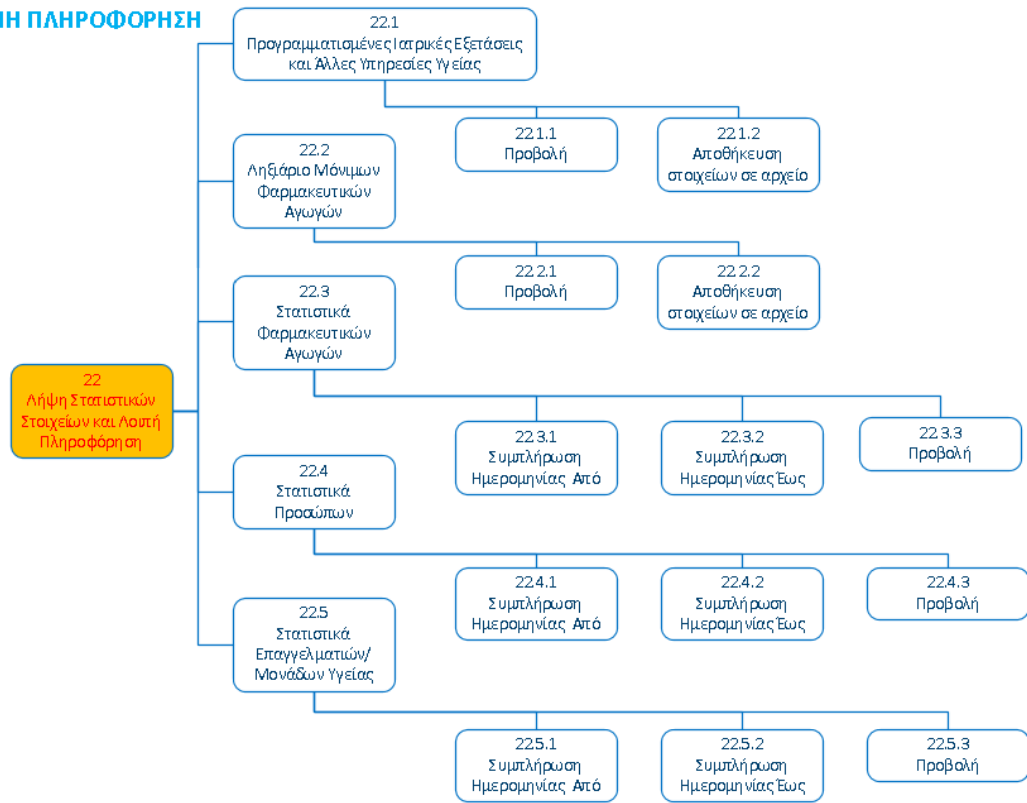 ΜΗ ΠΛΗΡΟΦΟΡΗΣΗ
22.1
Προγραμματισμένες Ιατρικές Εξετάσεις
και Άλλες Υπηρεσίες Υγείας
22.1.1
Προβολή
22.1.2
Αποθήκευση
στοιχείων σε αρχείο
22.2
Ληξιάριο Μόνιμων
Φαρμακευτικών
Αγωγών
22.2.1
Προβολή
22.2.2
Αποθήκευση
στοιχείων σε αρχείο
22.3
Στατιστικά
Φαρμακευτικών
Αγωγών
22
Λήψη Στατιστικών
Στοιχείων και Λοιπή
Πληροφόρηση
22.3.1
Συμπλήρωση
Ημερομηνίας Από
22.3.2
Συμπλήρωση
Ημερομηνίας Έως
22.3.3
Προβολή
22.4
Στατιστικά
Προσώπων
22.4.1
Συμπλήρωση
Ημερομηνίας Από
22.4.2
Συμπλήρωση
Ημερομηνίας Έως
22.4.3
Προβολή
22.5
Στατιστικά
Επαγγελματιών/
Μονάδων Υγείας
22.5.1
Συμπλήρωση
Ημερομηνίας Από
22.5.2
Συμπλήρωση
Ημερομηνίας Έως
22.5.3
Προβολή